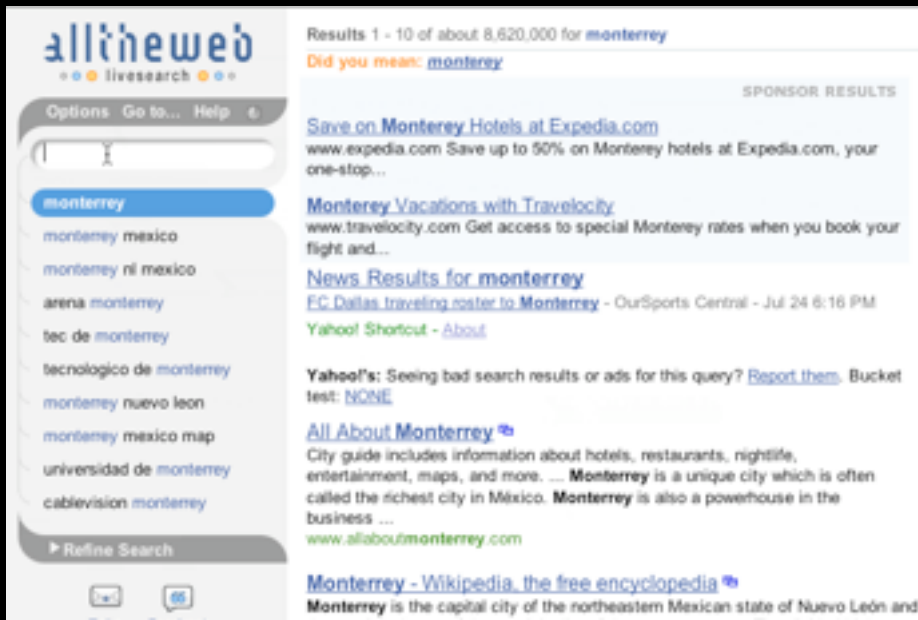 alltheweb
livesearch
Options Go to... Help
monterrey
monterrey mexico
monterrey nl mexico
arena monterrey
tec de monterrey
tecnologico de monterrey
monterrey nuevo leon
monterrey mexico map
universidad de monterrey
cablevision monterrey
Refine Search
Results 1 - 10 of about 8,620,000 for monterrey
Did you mean: monterey
SPONSOR RESULTS
Save on Monterey Hotels at Expedia.com
www.expedia.com Save up to 50% on Monterey hotels at Expedia.com, your
one-stop...
Monterey Vacations with Travelocity
www.travelocity.com Get access to special Monterey rates when you book your
flight and...
News Results for monterrey
FC Dallas traveling roster to Monterrey - OurSports Central - Jul 24 6:16 PM
Yahoo! Shortcut - About
Yahoo!'s: Seeing bad search results or ads for this query? Report them. Bucket
test: NONE
All About Monterrey
City guide includes information about hotels, restaurants, nightlife,
entertainment, maps, and more. ... Monterrey is a unique city which is often
called the richest city in México. Monterrey is also a powerhouse in the
business ...
www.allaboutmonterrey.com
Monterrey - Wikipedia, the free encyclopedia
Monterrey is the capital city of the northeastern Mexican state of Nuevo León and